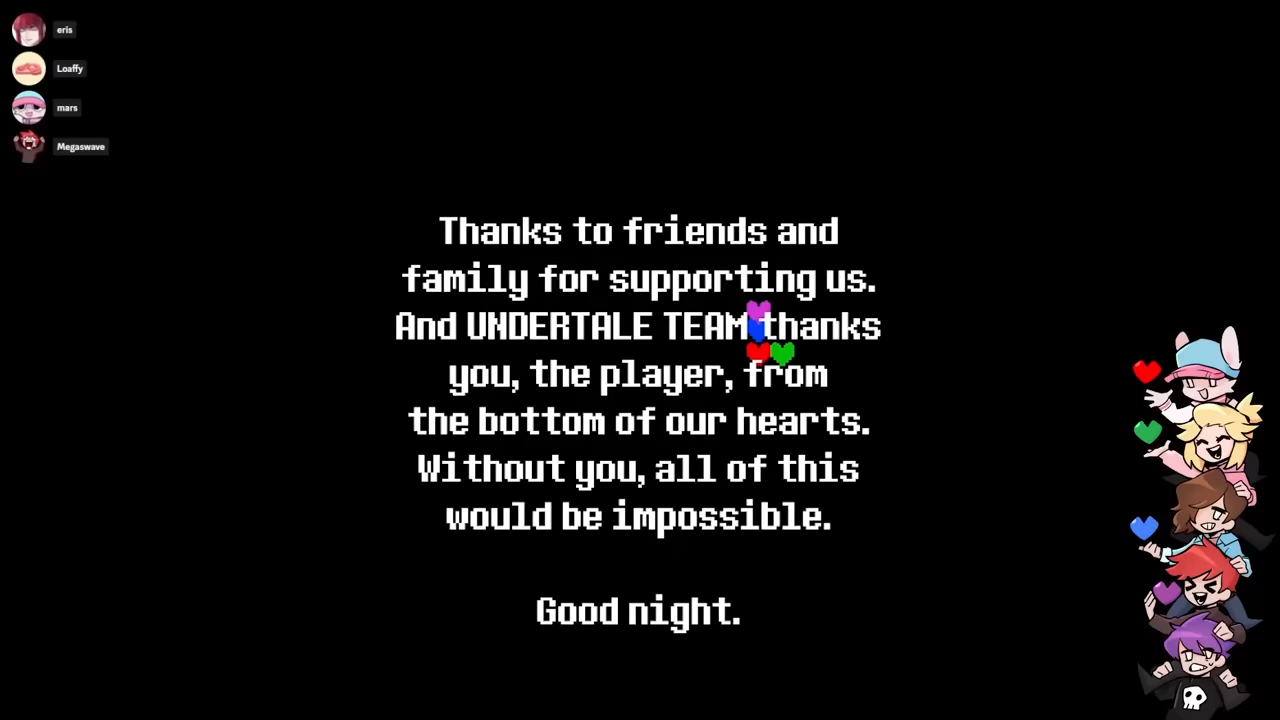 eris
Loaffy
mars
Megaswave
Thanks to friends and
family for supporting us.
And UNDERTALE TEAM thanks
you, the player, from
the bottom of our hearts.
Without you, all of this
would be impossible.
Good night.